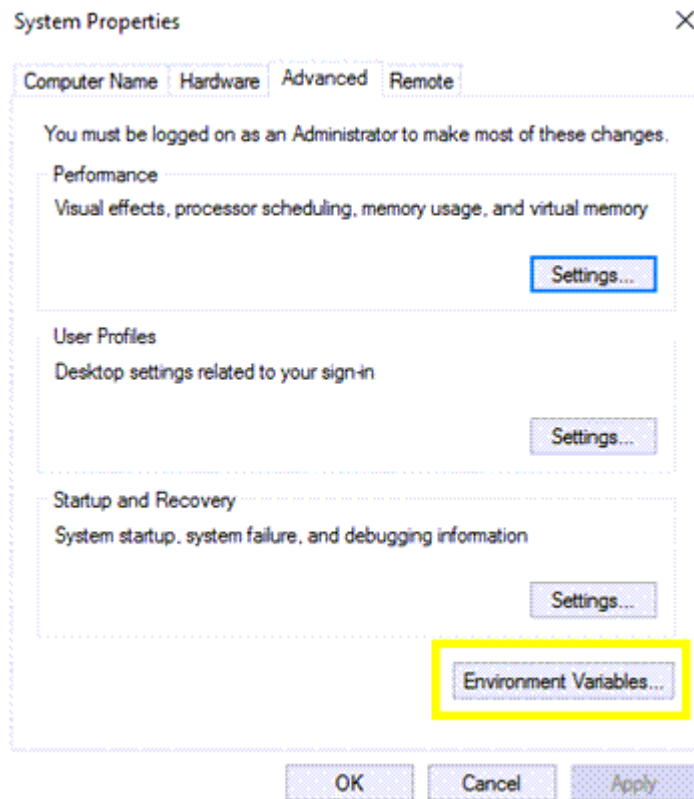 System Properties
Computer Name Hardware Advanced Remote
You must be logged on as an Administrator to make most of these changes.
Performance
Visual effects, processor scheduling, memory usage, and virtual memory
Settings...
User Profiles
Desktop settings related to your sign-in
Settings...
Startup and Recovery
System startup, system failure, and debugging information
Settings...
Environment Variables...
OK Cancel Apply